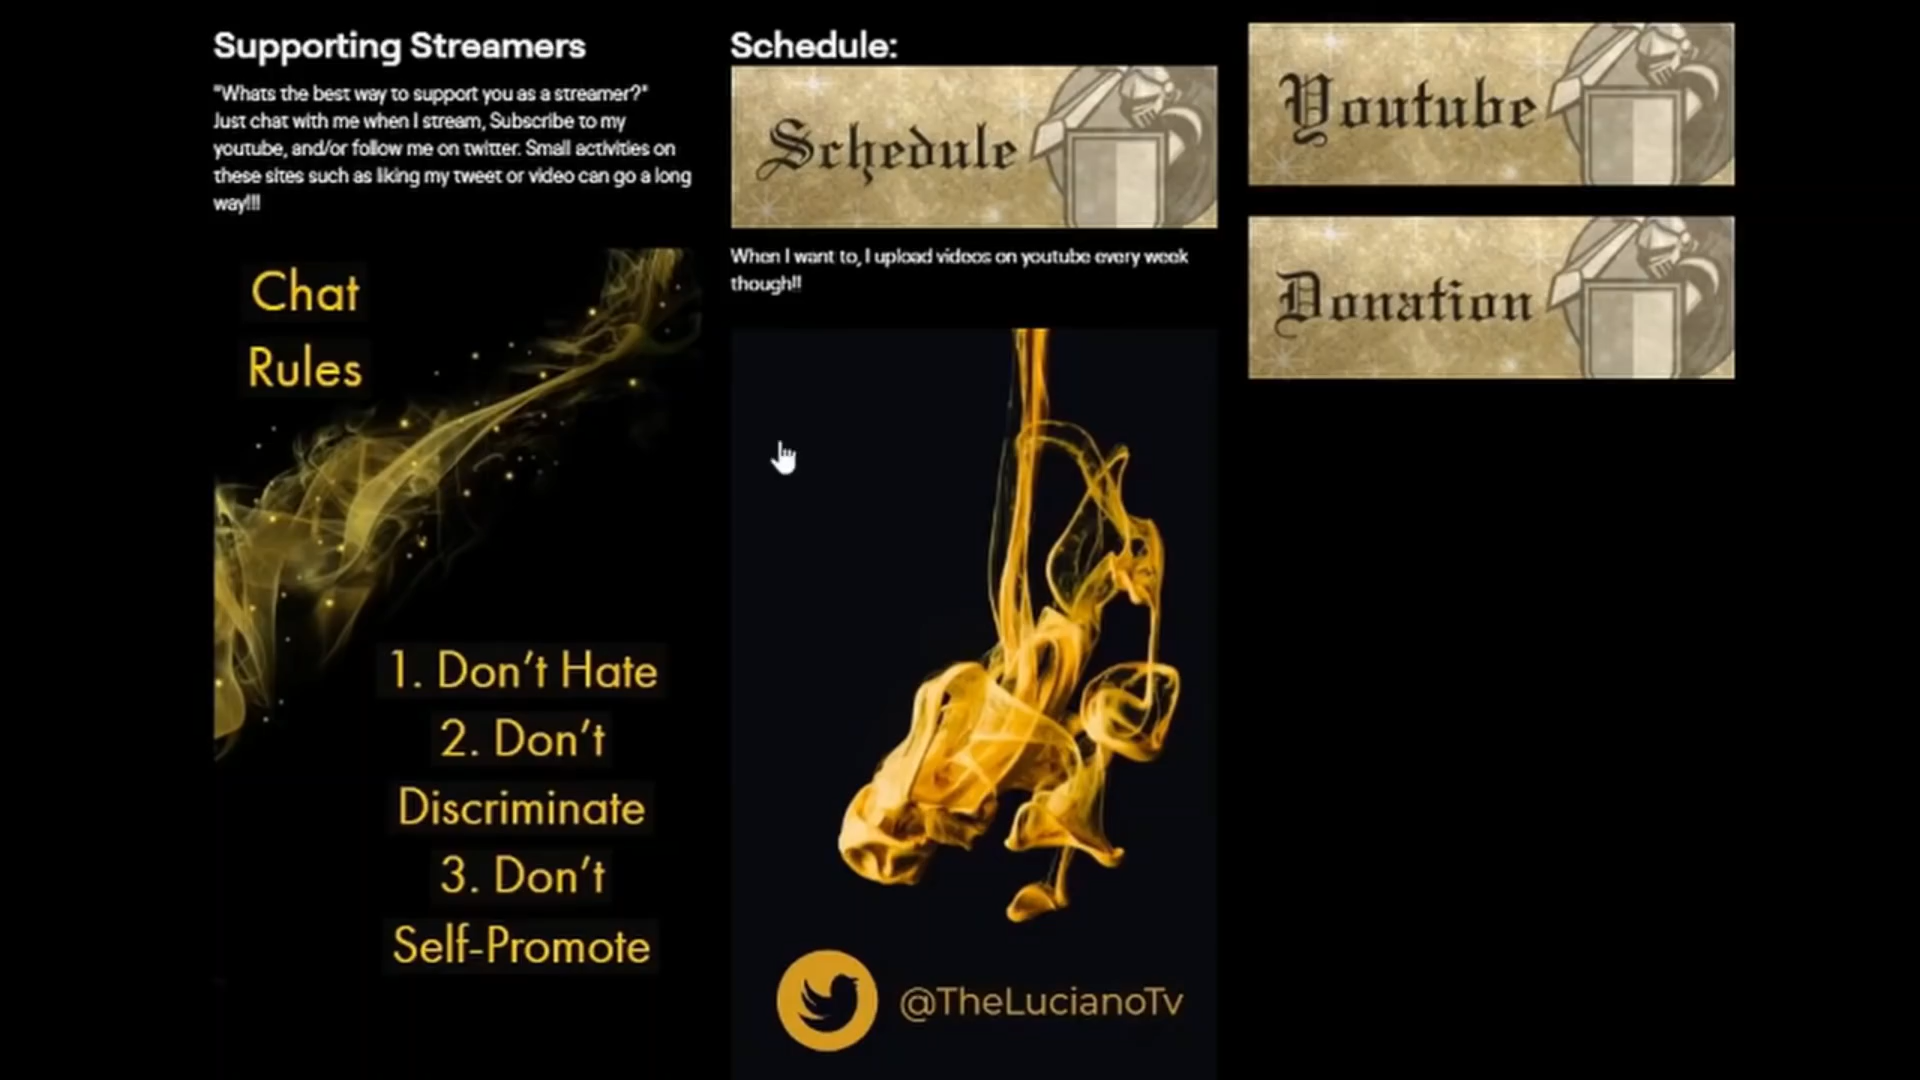 Supporting Streamers
"Whats the best way to support you as a streamer?"
Just chat with me when I stream, Subscribe to my
youtube, and/or follow me on twitter. Small activities on
these sites such as liking my tweet or video can go a long
way!!!
Chat
Rules
1. Don't Hate
2. Don't
Discriminate
3. Don't
Self-Promote
Schedule:
Schedule
When I want to, I upload videos on youtube every week
though!!
@TheLucianoTv
Youtube
Donation